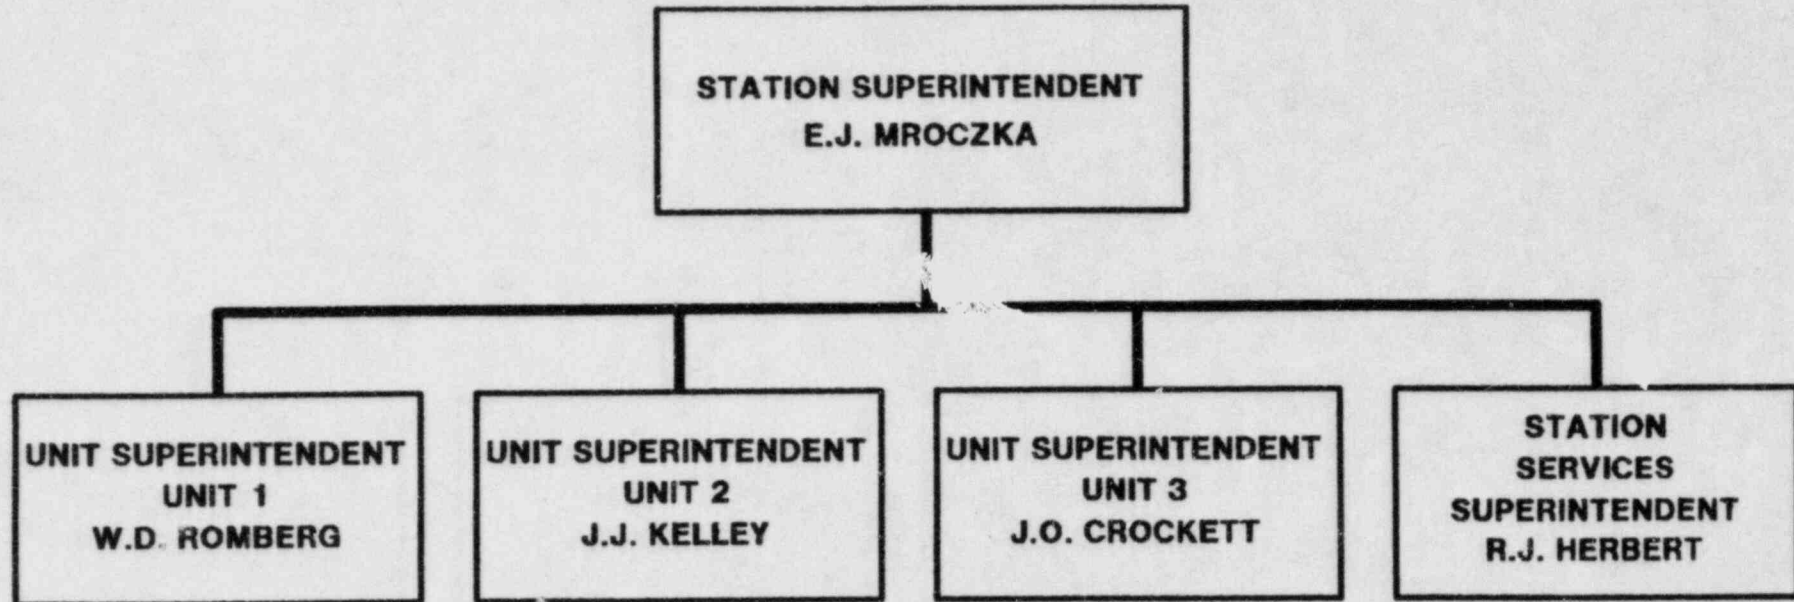 STATION SUPERINTENDENT
E.J. MROCZKA
UNIT SUPERINTENDENT
UNIT 1
W.D. ROMBERG
UNIT SUPERINTENDENT
UNIT 2
J.J. KELLEY
UNIT SUPERINTENDENT
UNIT 3
J.O. CROCKETT
STATION
SERVICES
SUPERINTENDENT
R.J. HERBERT